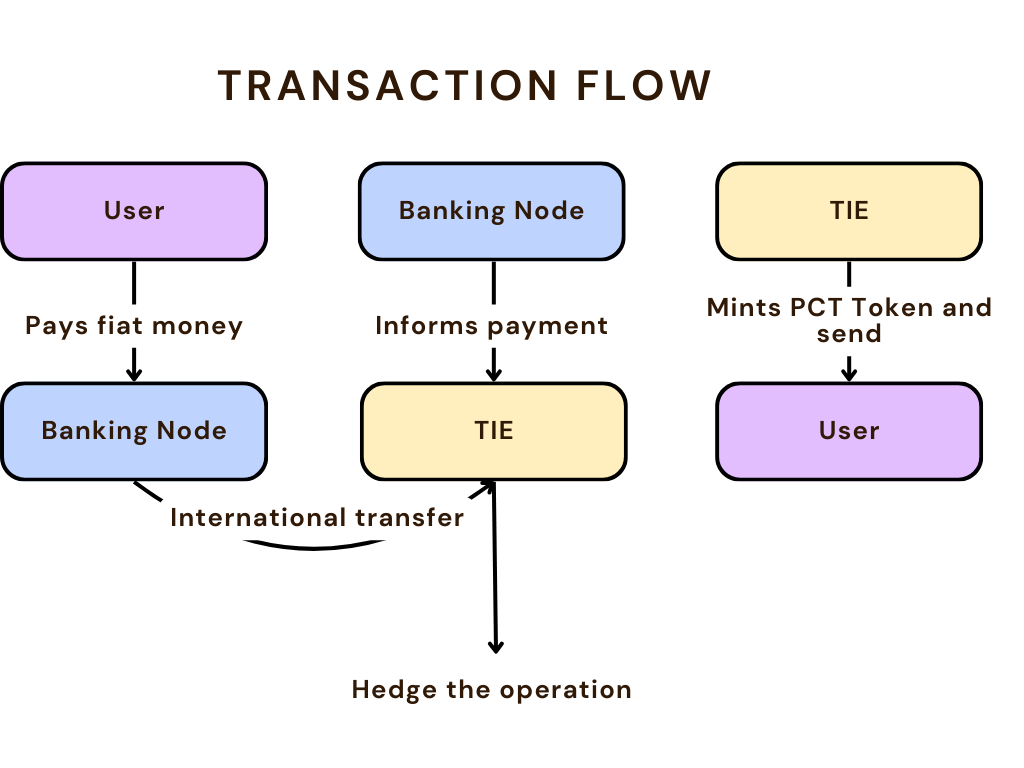 TRANSACTION FLOW
User
Banking Node
TIE
Pays fiat money
Informs payment
Mints PCT Token and
send
Banking Node
TIE
User
International transfer
Hedge the operation